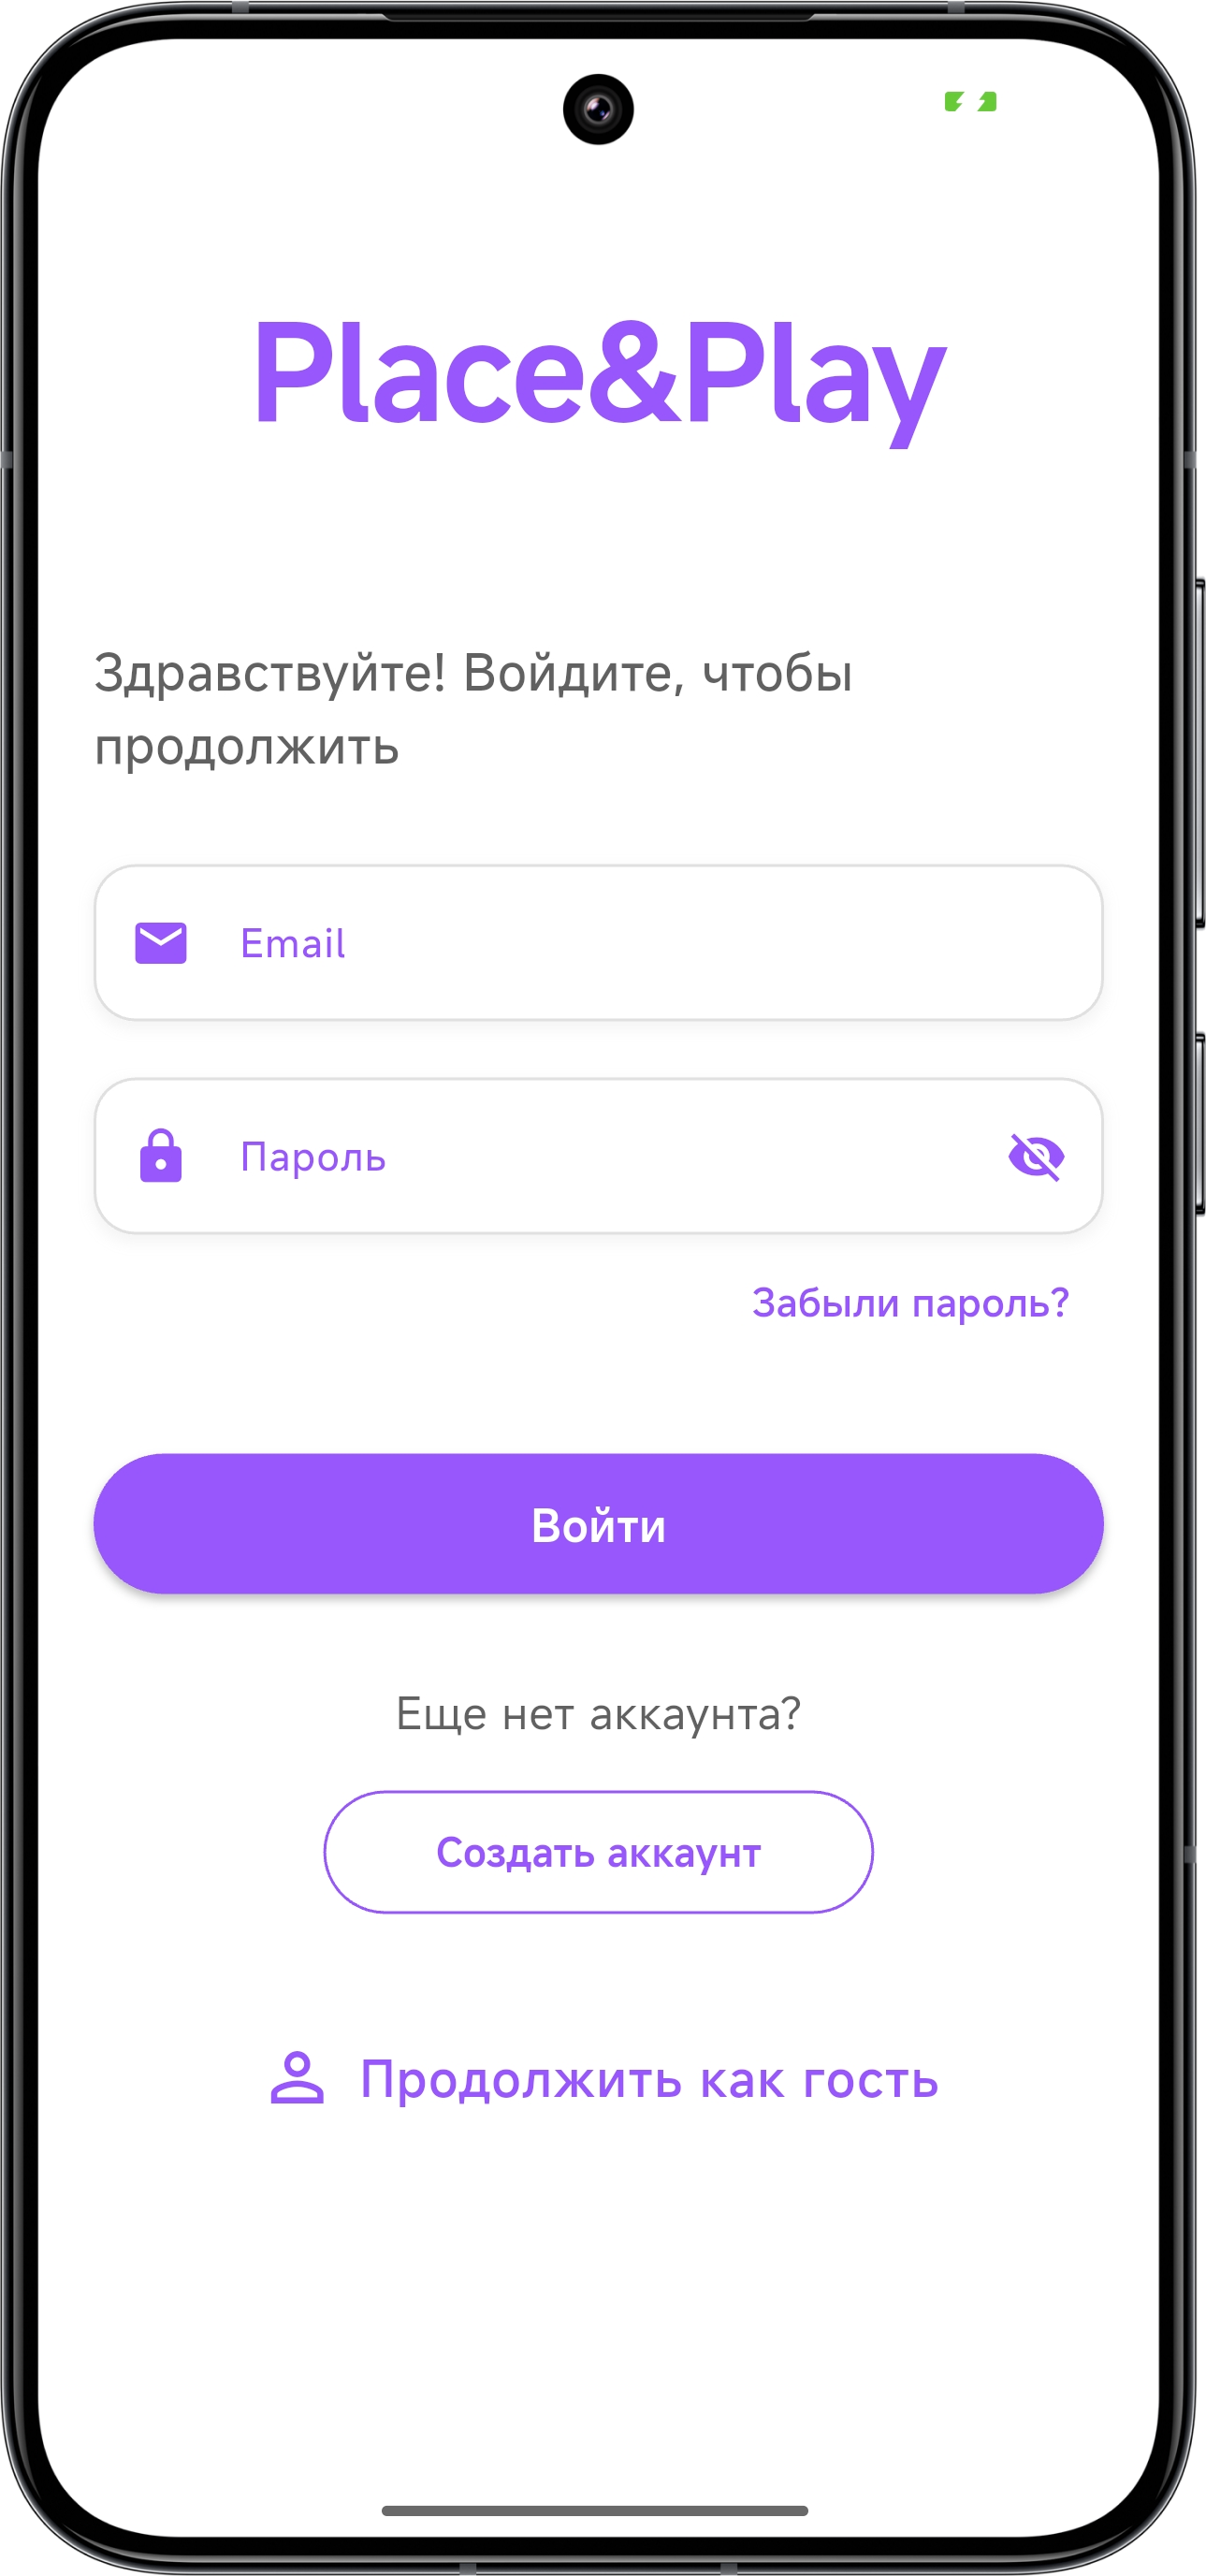 Place&Play
Здравствуйте! Войдите, чтобы
продолжить
Email
Пароль
Забыли пароль?
Войти
Еще нет аккаунта?
Создать аккаунт
Продолжить как гость